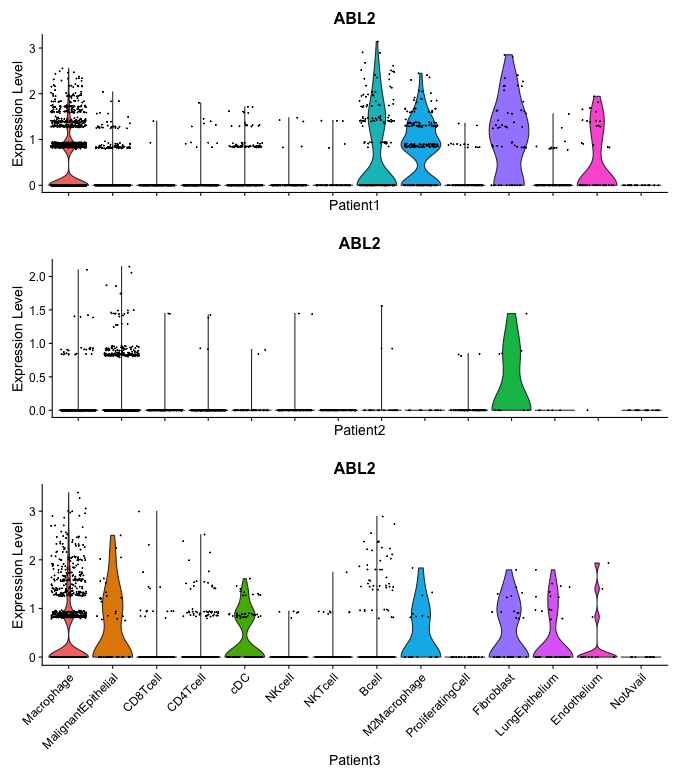 ABL2
Expression Level
3
2
1
0
Patient1
ABL2
Expression Level
2.0
1.5
1.0
0.5
0.0
Patient2
ABL2
Expression Level
3
2
1
0
Macrophage
MalignantEpithelial
CD8Tcell
CD4Tcell
cDC
NKcell
NKTcell
Bcell
M2Macrophage
ProliferatingCell
Fibroblast
LungEpithelium
Endothelium
NotAvail
Patient3